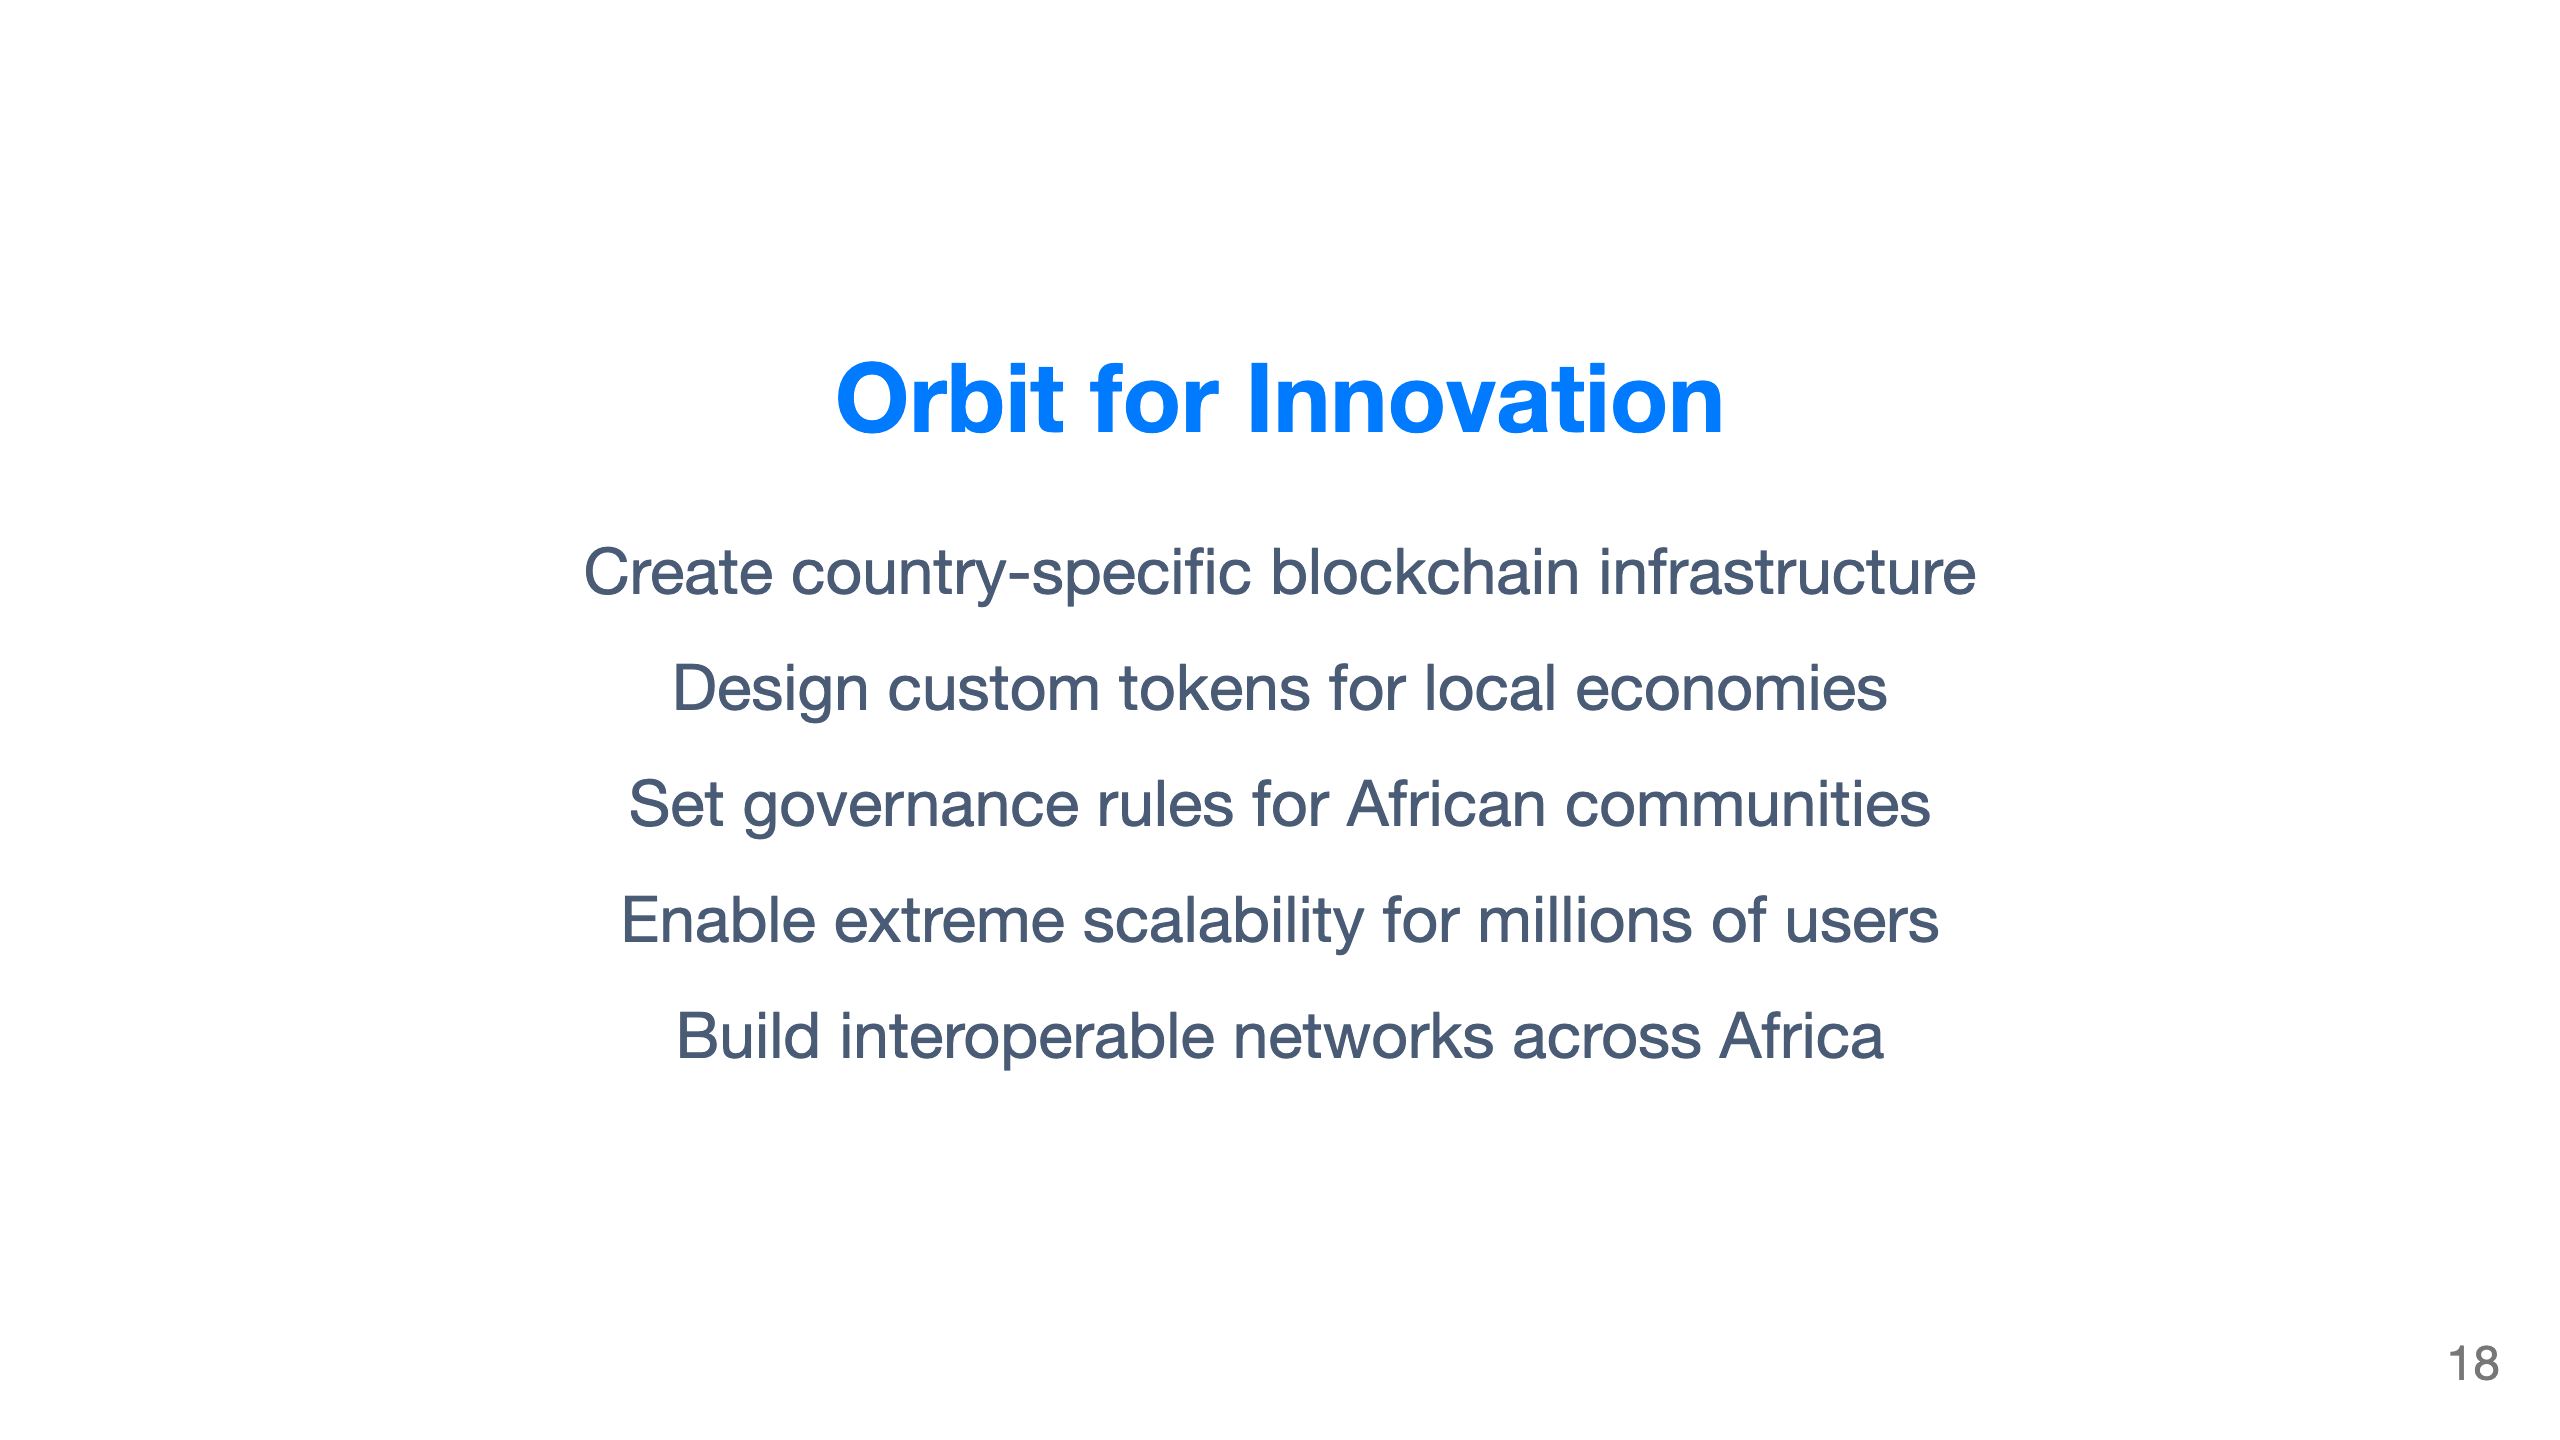 Orbit for Innovation
Create country-specific blockchain infrastructure
Design custom tokens for local economies
Set governance rules for African communities
Enable extreme scalability for millions of users
Build interoperable networks across Africa
18